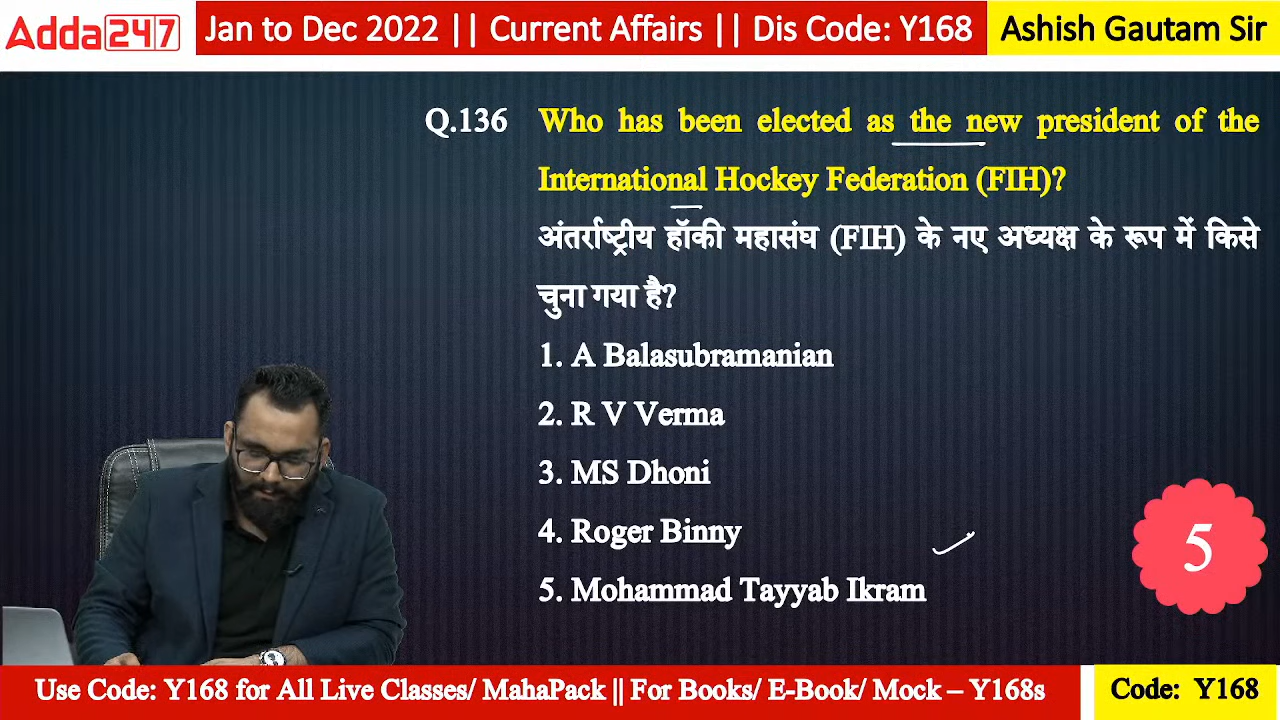 Adda247 Jan to Dec 2022 || Current Affairs || Dis Code: Y168 Ashish Gautam Sir
Q.136 Who has been elected as the new president of the
International Hockey Federation (FIH)?
अंतर्राष्ट्रीय हॉकी महासंघ (FIH) के नए अध्यक्ष के रूप में किसे
चुना गया है?
1. A Balasubramanian
2. R V Verma
3. MS Dhoni
4. Roger Binny
5. Mohammad Tayyab Ikram
5
Use Code: Y168 for All Live Classes/ MahaPack || For Books/ E-Book/ Mock – Y168s Code: Y168